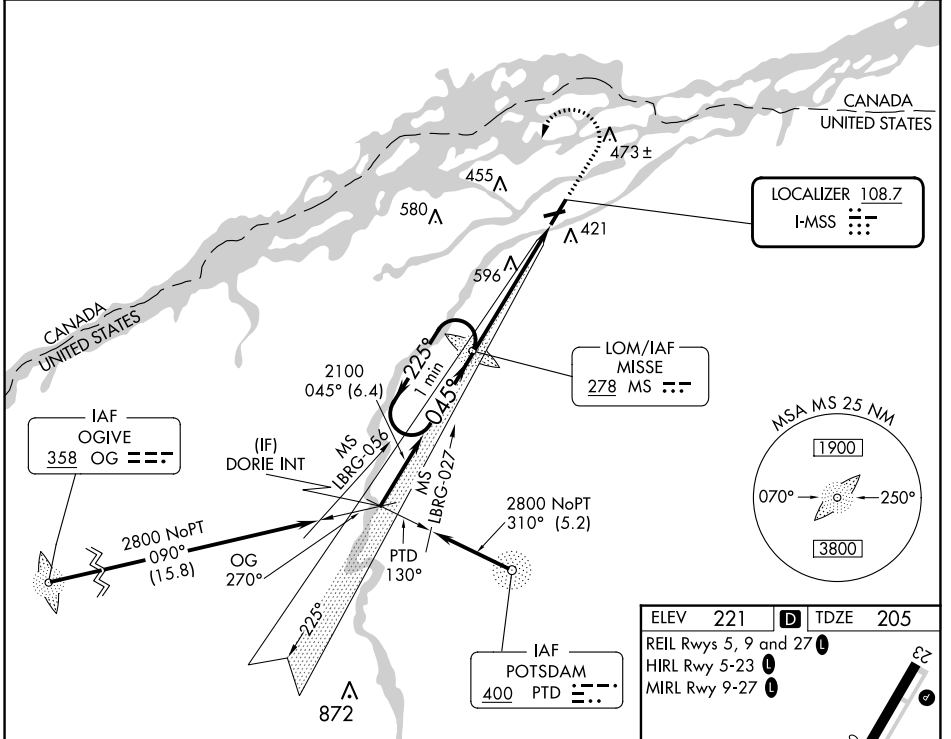 CANADA
UNITED STATES
473 ±
455
580
421
596
LOCALIZER 108.7
I-MSS
CANADA
UNITED STATES
LOM/IAF
MISSE
278 MS
2100
045° (6.4)
225°
1 min
045°
MS
LBRG-056
MS
LBRG-027
IAF
OGIVE
358 OG
(IF)
DORIE INT
2800 NoPT
090°
(15.8)
OG
270°
PTD
130°
2800 NoPT
310° (5.2)
225°
872
IAF
POTSDAM
400 PTD
MSA MS 25 NM
1900
070°
250°
3800
ELEV 221 D TDZE 205
REIL Rwys 5, 9 and 27 L
HIRL Rwy 5-23 L
MIRL Rwy 9-27 L
23